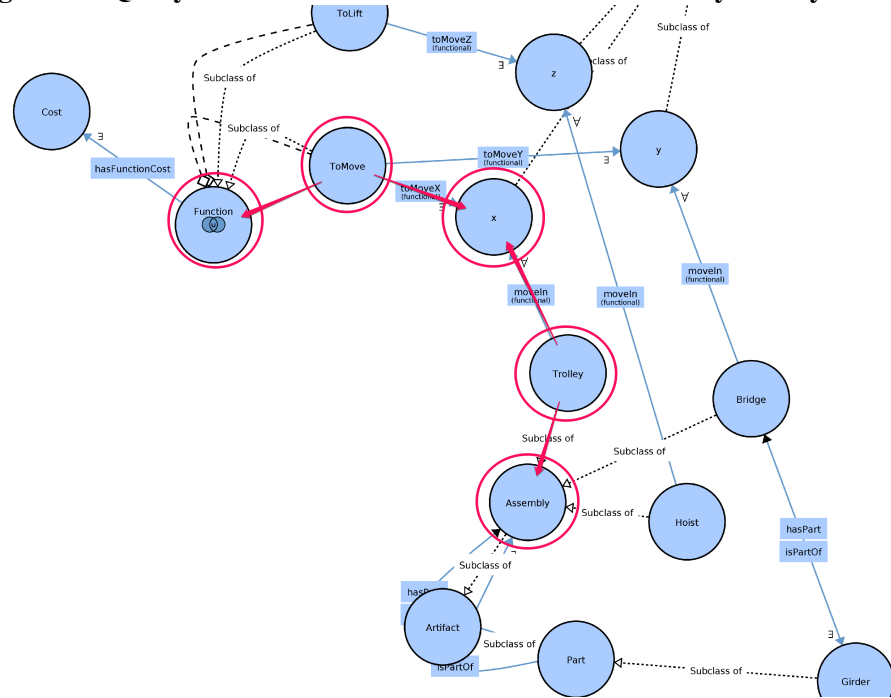 ToLift
toMoveZ
(functional)
E
z
Subclass of
Subclass of
Cost
E
Subclass of
Subclass of
A
hasFunctionCost
ToMove
toMoveY
(functional)
E
y
toMoveX
(functional)
E
A
Function
x
A
moveIn
(functional)
moveIn
(functional)
moveIn
(functional)
Trolley
Bridge
Subclass of
Subclass of
Assembly
Subclass of
Hoist
hasPart
isPartOf
Subclass of
Artifact
Subclass of
Part
E
isPartOf
Subclass of
Girder